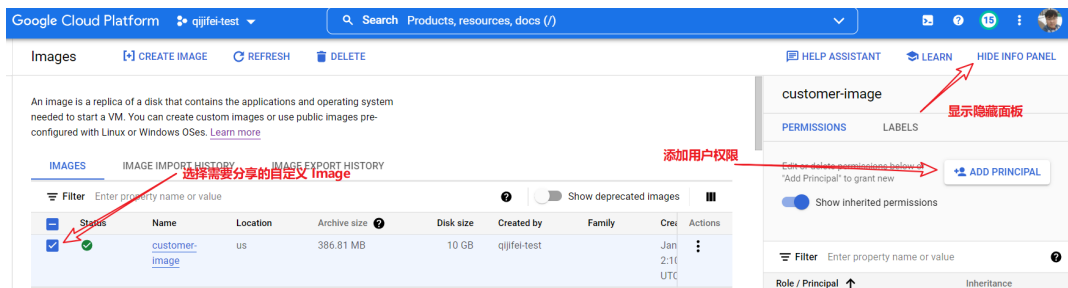 Google Cloud Platform
qijifei-test
Search Products, resources, docs (/)
15
Images
CREATE IMAGE
REFRESH
DELETE
HELP ASSISTANT
LEARN
HIDE INFO PANEL
An image is a replica of a disk that contains the applications and operating system
needed to start a VM. You can create custom images or use public images pre-
configured with Linux or Windows OSes. Learn more
IMAGES
IMAGE IMPORT HISTORY
IMAGE EXPORT HISTORY
选择需要分享的自定义 Image
Filter Enter property name or value
Show deprecated images
Status Name Location Archive size Disk size Created by Family Crea Actions
customer-
image
us
386.81 MB
10 GB
qijifei-test
Jan
2:10
UTC
customer-image
显示隐藏面板
PERMISSIONS
LABELS
添加用户权限
Edit or delete permissions below or
"Add Principal" to grant new
ADD PRINCIPAL
Show inherited permissions
Filter Enter property name or value
Role / Principal
Inheritance